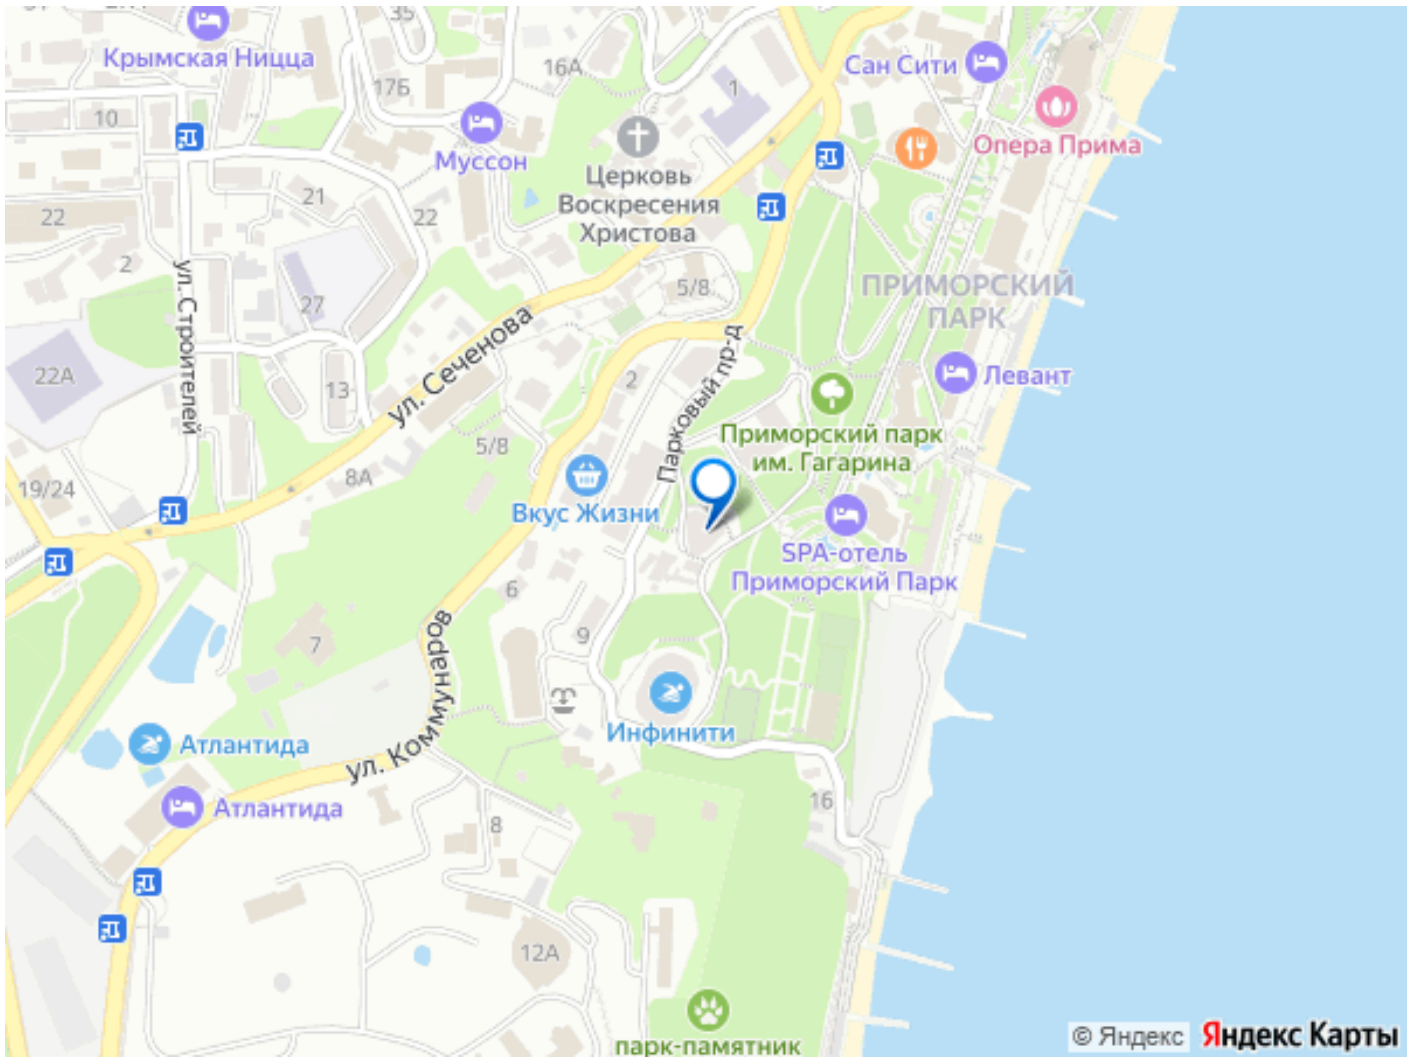 35
Крымская Ницца
17Б
16А
1
Сан Сити
10
Муссон
Опера Прима
Церковь
Воскресения
Христова
21
22
22
2
ул. Строителей
27
5/8
ПРИМОРСКИЙ
ПАРК
22А
13
ул. Сеченова
2
Парковый пр-д
Левант
Приморский парк
им. Гагарина
5/8
8А
19/24
Вкус Жизни
SPA-отель
Приморский Парк
6
7
9
ул. Коммунаров
Инфинити
Атлантида
Атлантида
8
16
12А
парк-памятник
© Яндекс Яндекс Карты